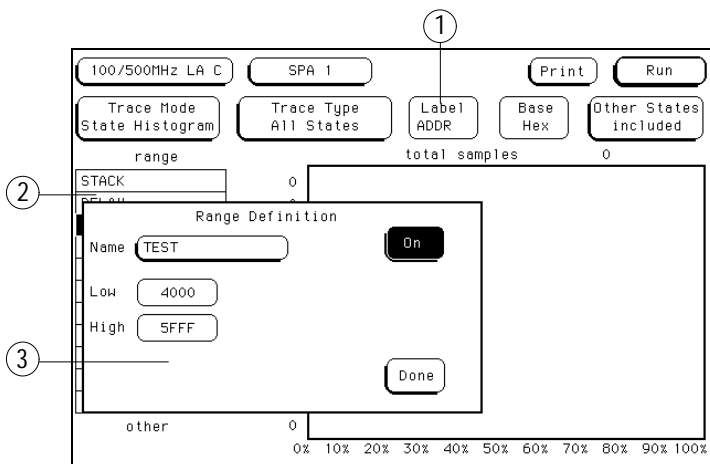 1
100/500MHz LA C
SPA 1
Print
Run
Trace Mode
State Histogram
Trace Type
All States
Label
ADDR
Base
Hex
Other States
included
range
total samples 0
STACK 0
2
Range Definition
Name TEST
On
Low 4000
High 5FFF
3
Done
other 0
0% 10% 20% 30% 40% 50% 60% 70% 80% 90% 100%